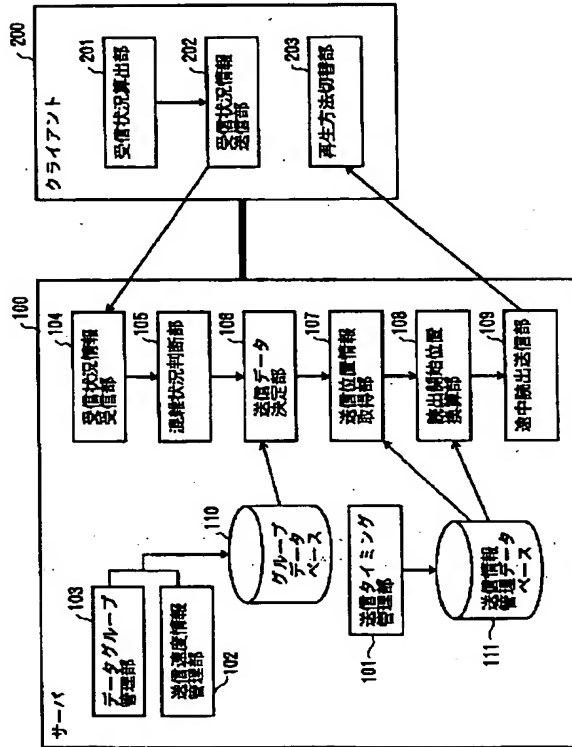 200
クライアント
201
受信状況算出部
202
受信状況情報
送信部
203
再生方法切替部
100
サーバ
104
受信状況情報
受信部
105
混雑状況判断部
106
送信データ
決定部
107
送信位置情報
取得部
108
読出開始位置
換算部
109
途中読出送信部
103
データグループ
管理部
送信速度情報
管理部
102
110
グループ
データ
ベース
送信タイミング
管理部
101
送信情報
管理データ
ベース
111